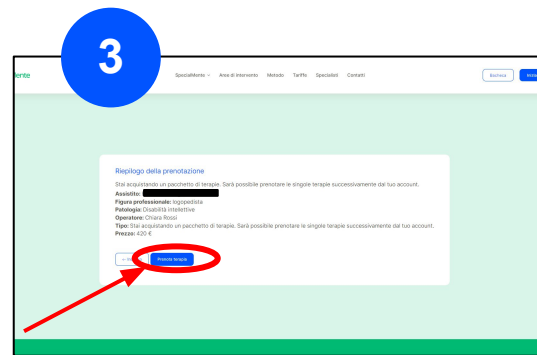 3
ente
SpecialMente Area di intervento Metodo Tariffe Specialisti Contatti
Bacheca
Riepilogo della prenotazione
Stai acquistando un pacchetto di terapie. Sarà possibile prenotare le singole terapie successivamente dal tuo account.
Assistito:
Figura professionale: logopedista
Patologia: Disabilità intellettive
Operatore: Chiara Rossi
Tipo: Stai acquistando un pacchetto di terapie. Sarà possibile prenotare le singole terapie successivamente dal tuo account.
Prezzo: 420 €
Prenota terapie